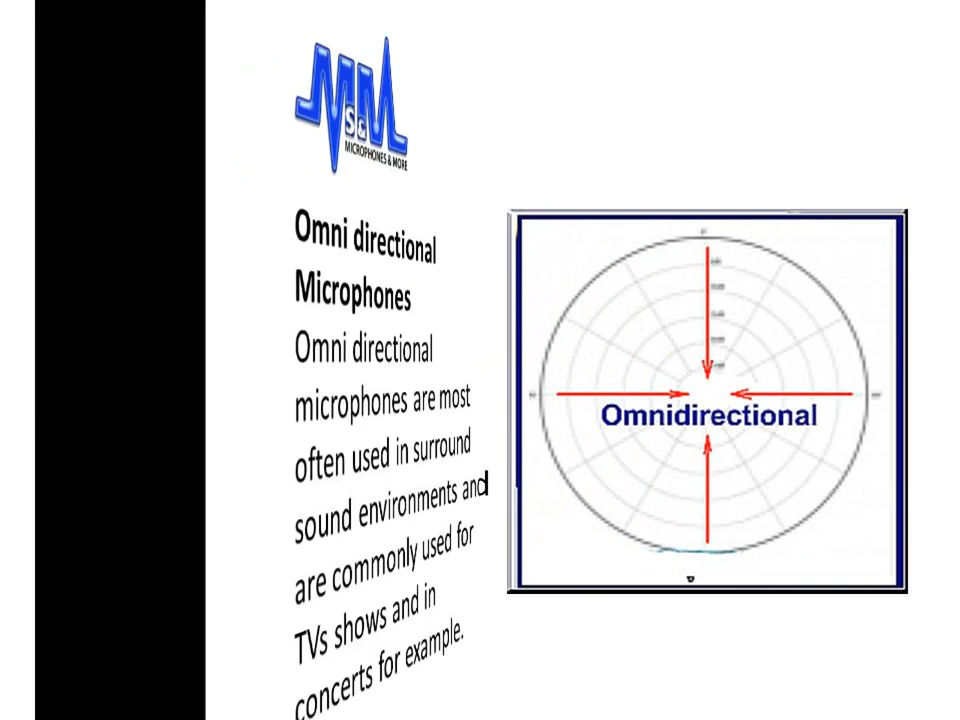 S&
MICROPHONES & MORE
Omni directional
Microphones
Omni directional
microphones are most
often used in surround
sound environments and
are commonly used for
TVs shows and in
concerts for example.
Omnidirectional